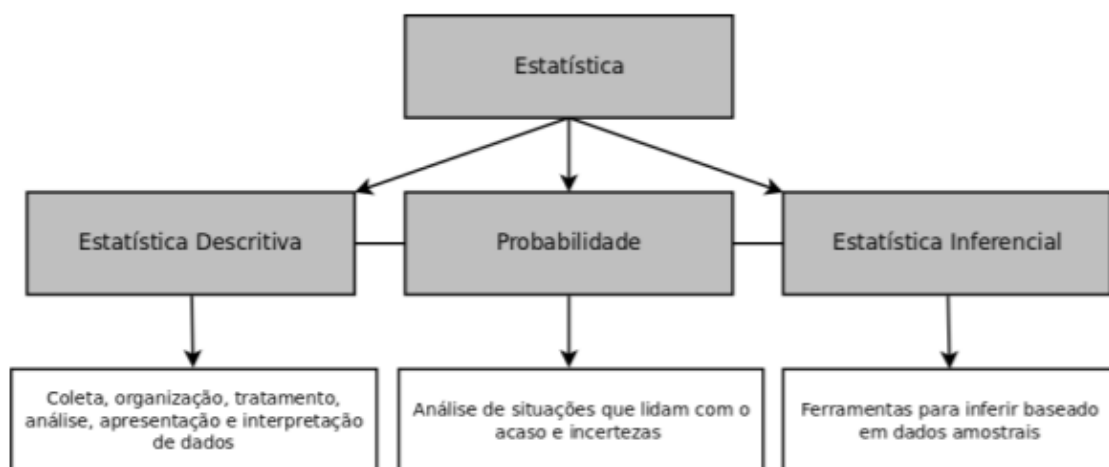 Estatística
Estatística Descritiva
Probabilidade
Estatística Inferencial
Coleta, organização, tratamento,
análise, apresentação e interpretação
de dados
Análise de situações que lidam com o
acaso e incertezas
Ferramentas para inferir baseado
em dados amostrais